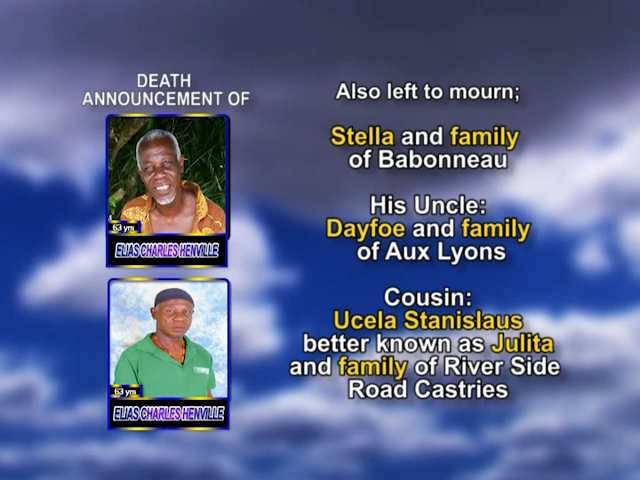 DEATH
ANNOUNCEMENT OF
63 yrs
ELIAS CHARLES HENVILLE
63 yrs
ELIAS CHARLES HENVILLE
Also left to mourn;
Stella and family
of Babonneau
His Uncle:
Dayfoe and family
of Aux Lyons
Cousin:
Ucela Stanislaus
better known as Julita
and family of River Side
Road Castries